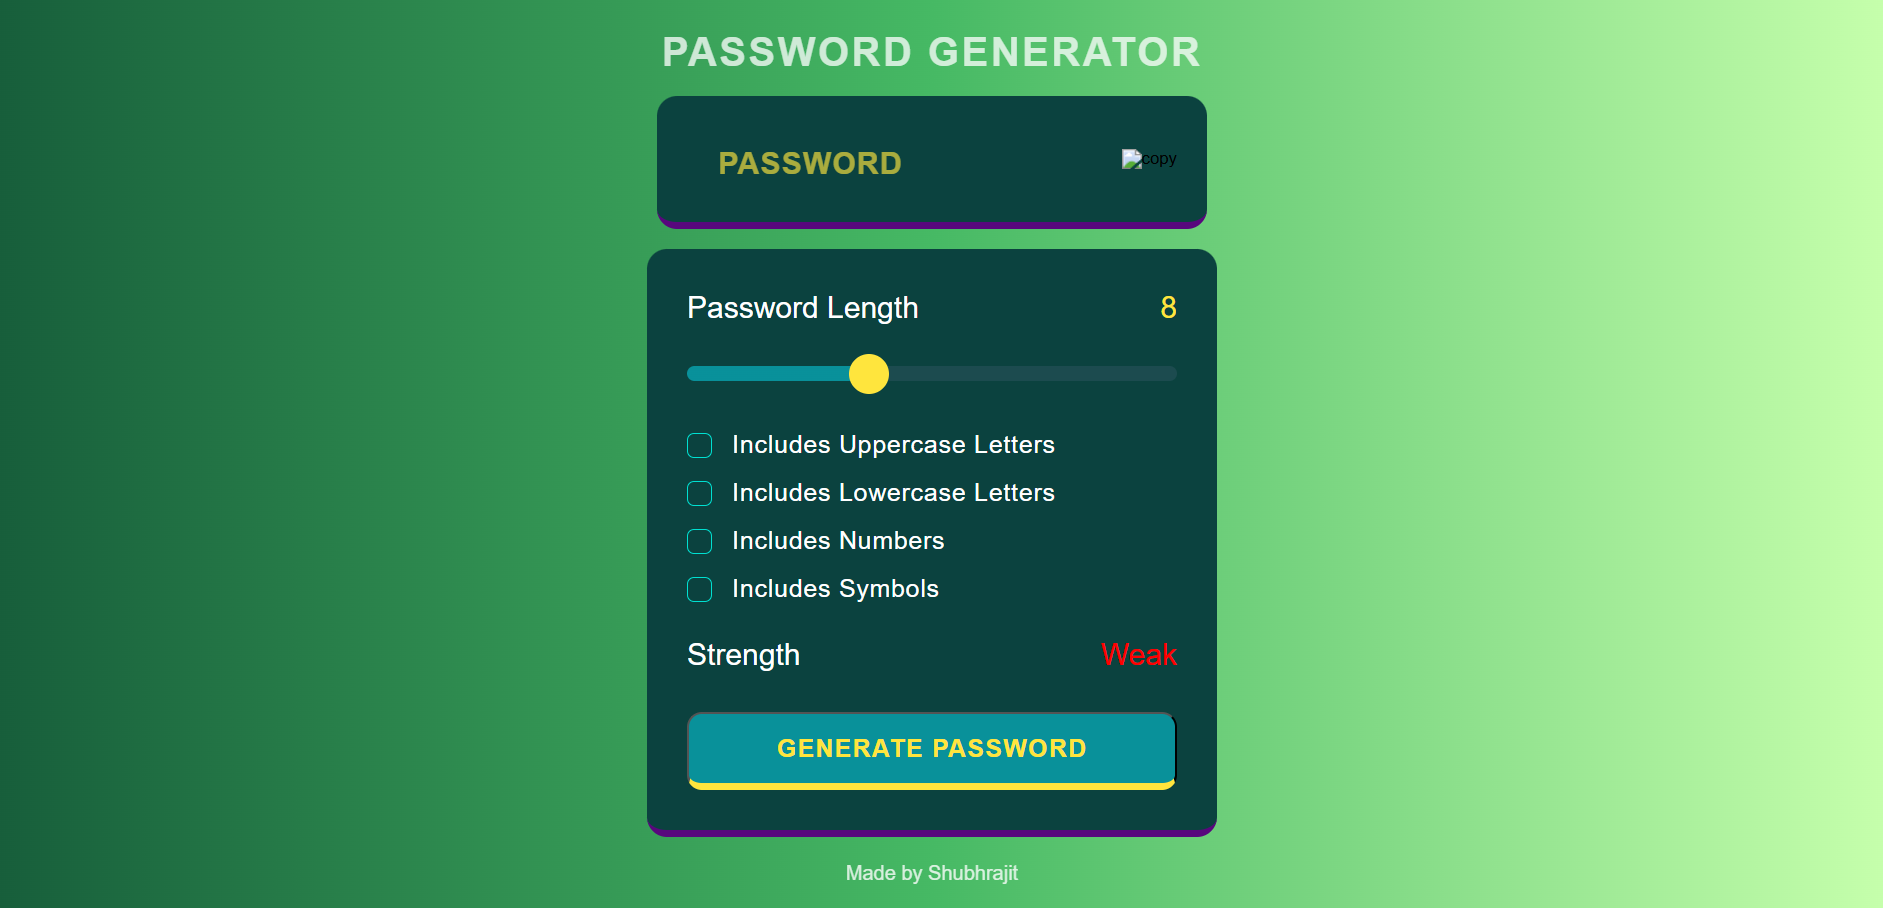 PASSWORD GENERATOR
PASSWORD
copy
Password Length 8
Includes Uppercase Letters
Includes Lowercase Letters
Includes Numbers
Includes Symbols
Strength Weak
GENERATE PASSWORD
Made by Shubhrajit